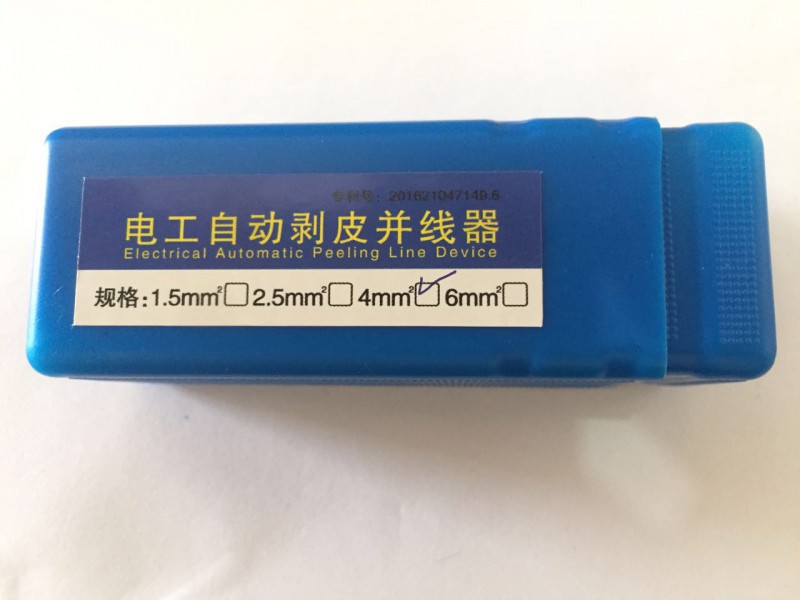 专利号：201621047149.6
电工自动剥皮并线器
Electrical Automatic Peeling Line Device
规格：1.5mm²□ 2.5mm²□ 4mm²☑ 6mm²□